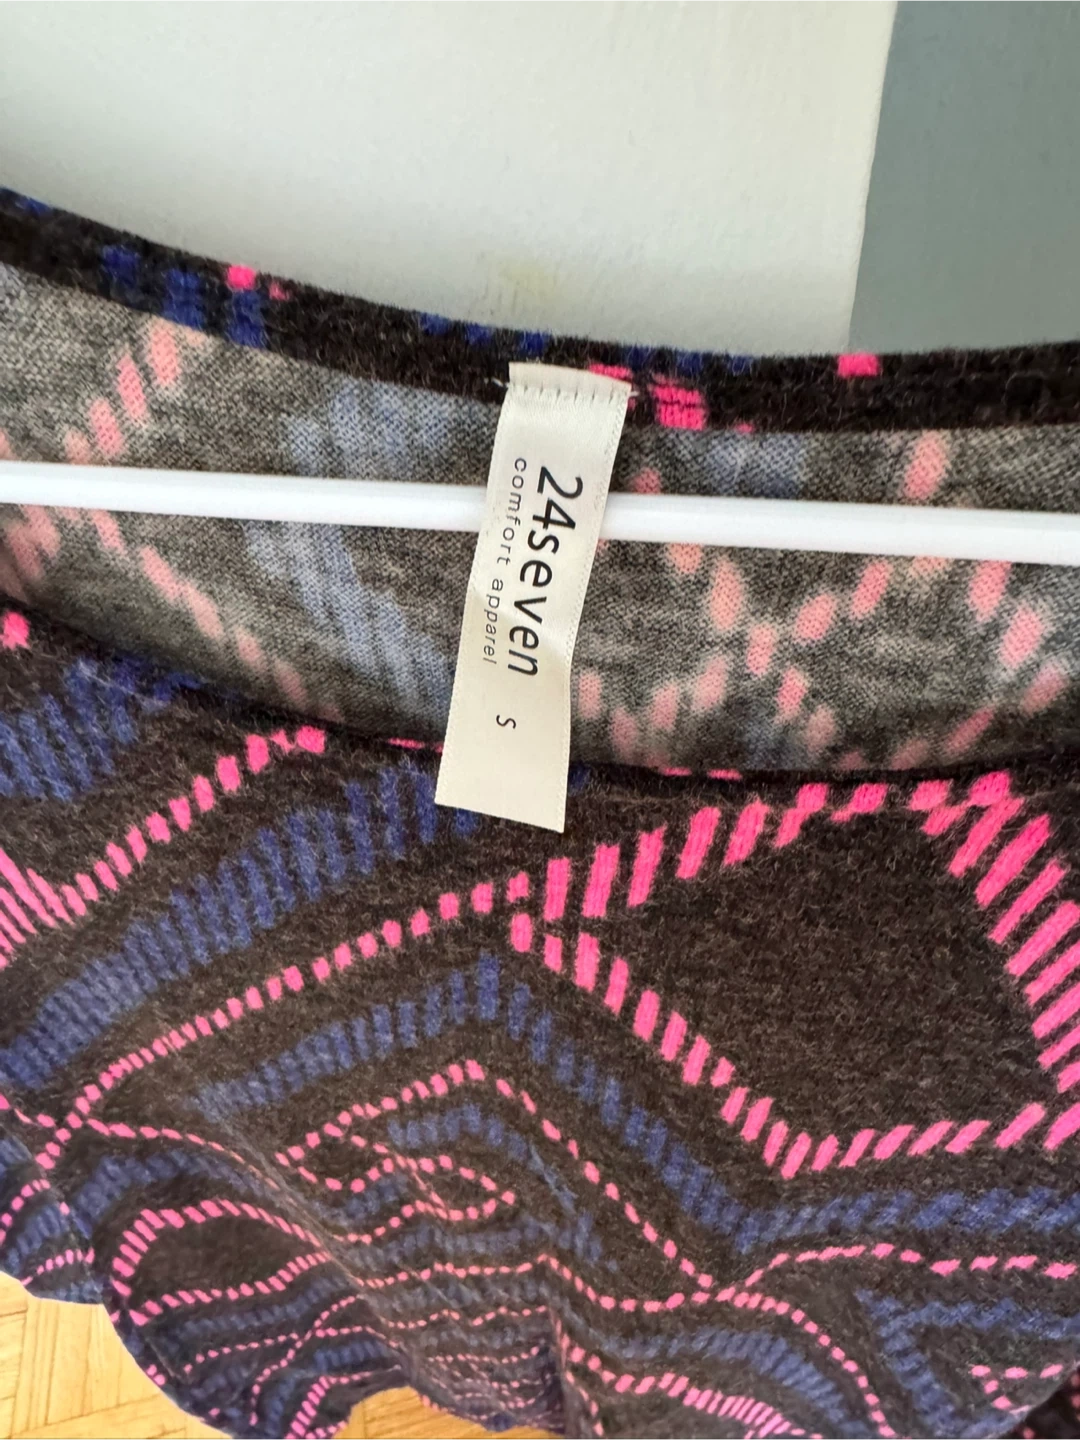 24seven
comfort apparel
S